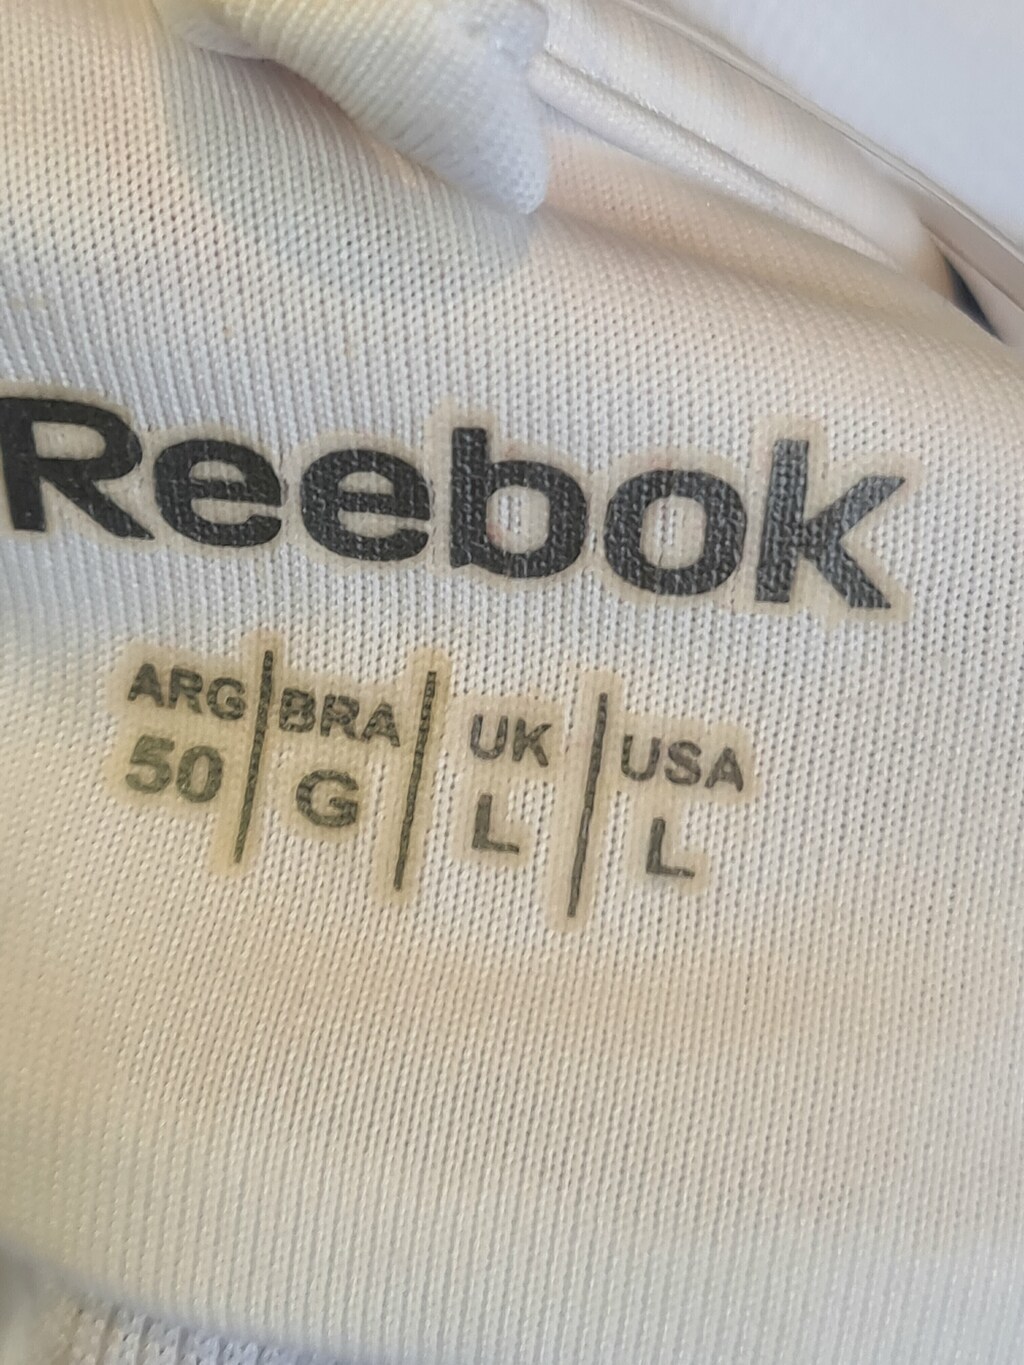 Reebok
ARG | BRA | UK | USA
50 | G | L | L